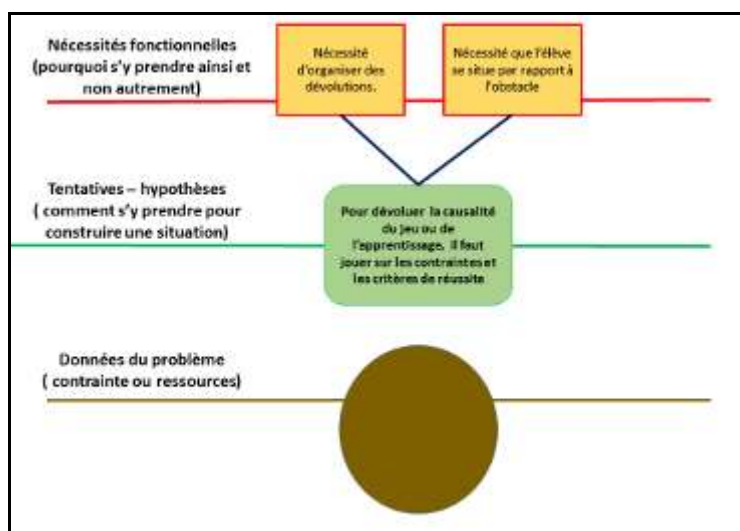 Nécessités fonctionnelles
(pourquoi s'y prendre ainsi et
non autrement)
Nécessité
d'organiser des
dévolutions.
Nécessité que l'élève
se situe par rapport à
l'obstacle
Tentatives – hypothèses
( comment s'y prendre pour
construire une situation)
Pour dévoluer la causalité
du jeu ou de
l'apprentissage, il faut
jouer sur les contraintes et
les critères de réussite
Données du problème
( contrainte ou ressources)